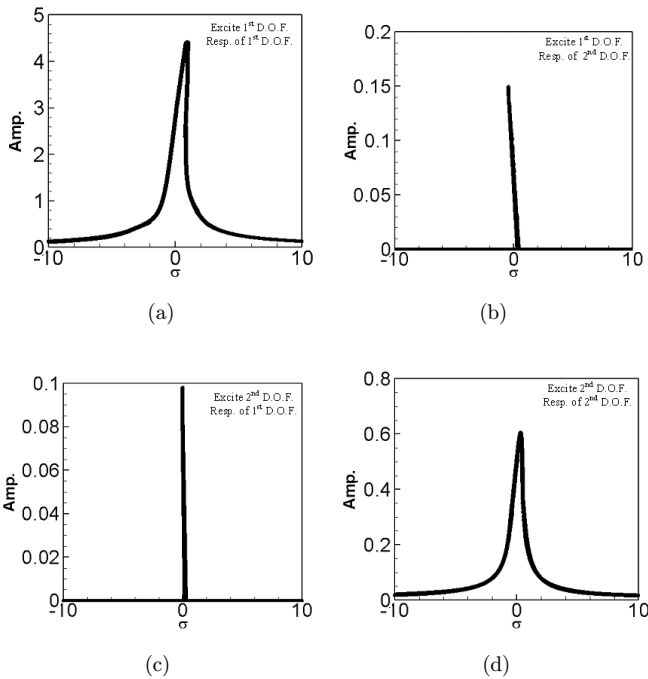 5
4
3
2
1
0
Amp.
Excite 1st D.O.F.
Resp. of 1st D.O.F.
-10
0
10
σ
(a)
0.2
0.15
0.1
0.05
0
Amp.
Excite 1st D.O.F.
Resp. of 2nd D.O.F.
-10
0
10
σ
(b)
0.1
0.08
0.06
0.04
0.02
0
Amp.
Excite 2nd D.O.F.
Resp. of 1st D.O.F.
-10
0
10
σ
(c)
0.8
0.6
0.4
0.2
0
Amp.
Excite 2nd D.O.F.
Resp. of 2nd D.O.F.
-10
0
10
σ
(d)